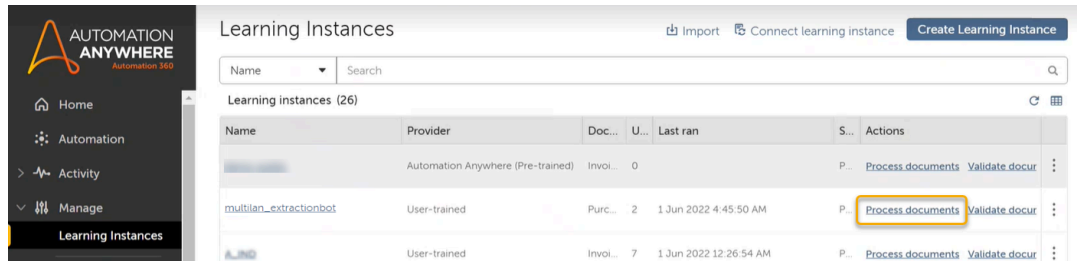 AUTOMATION
ANYWHERE
Automation 360
Home
Automation
Activity
Manage
Learning Instances
Learning Instances
Import Connect learning instance Create Learning Instance
Name Search
Learning instances (26)
Name Provider Doc... U... Last ran S... Actions
Automation Anywhere (Pre-trained) Invoi... 0 P... Process documents Validate docur
multilan_extractionbot User-trained Purc... 2 1 Jun 2022 4:45:50 AM P... Process documents Validate docur
User-trained Invoi... 7 1 Jun 2022 12:26:54 AM P... Process documents Validate docur